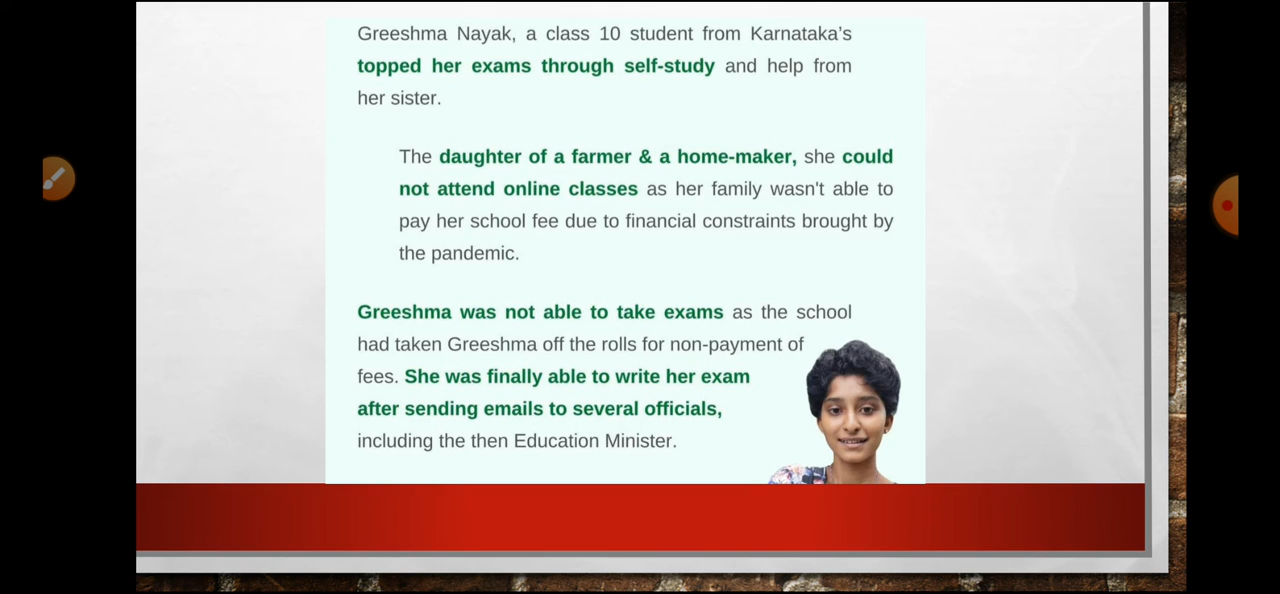 Greeshma Nayak, a class 10 student from Karnataka’s
topped her exams through self-study and help from
her sister.
The daughter of a farmer & a home-maker, she could
not attend online classes as her family wasn't able to
pay her school fee due to financial constraints brought by
the pandemic.
Greeshma was not able to take exams as the school
had taken Greeshma off the rolls for non-payment of
fees. She was finally able to write her exam
after sending emails to several officials,
including the then Education Minister.